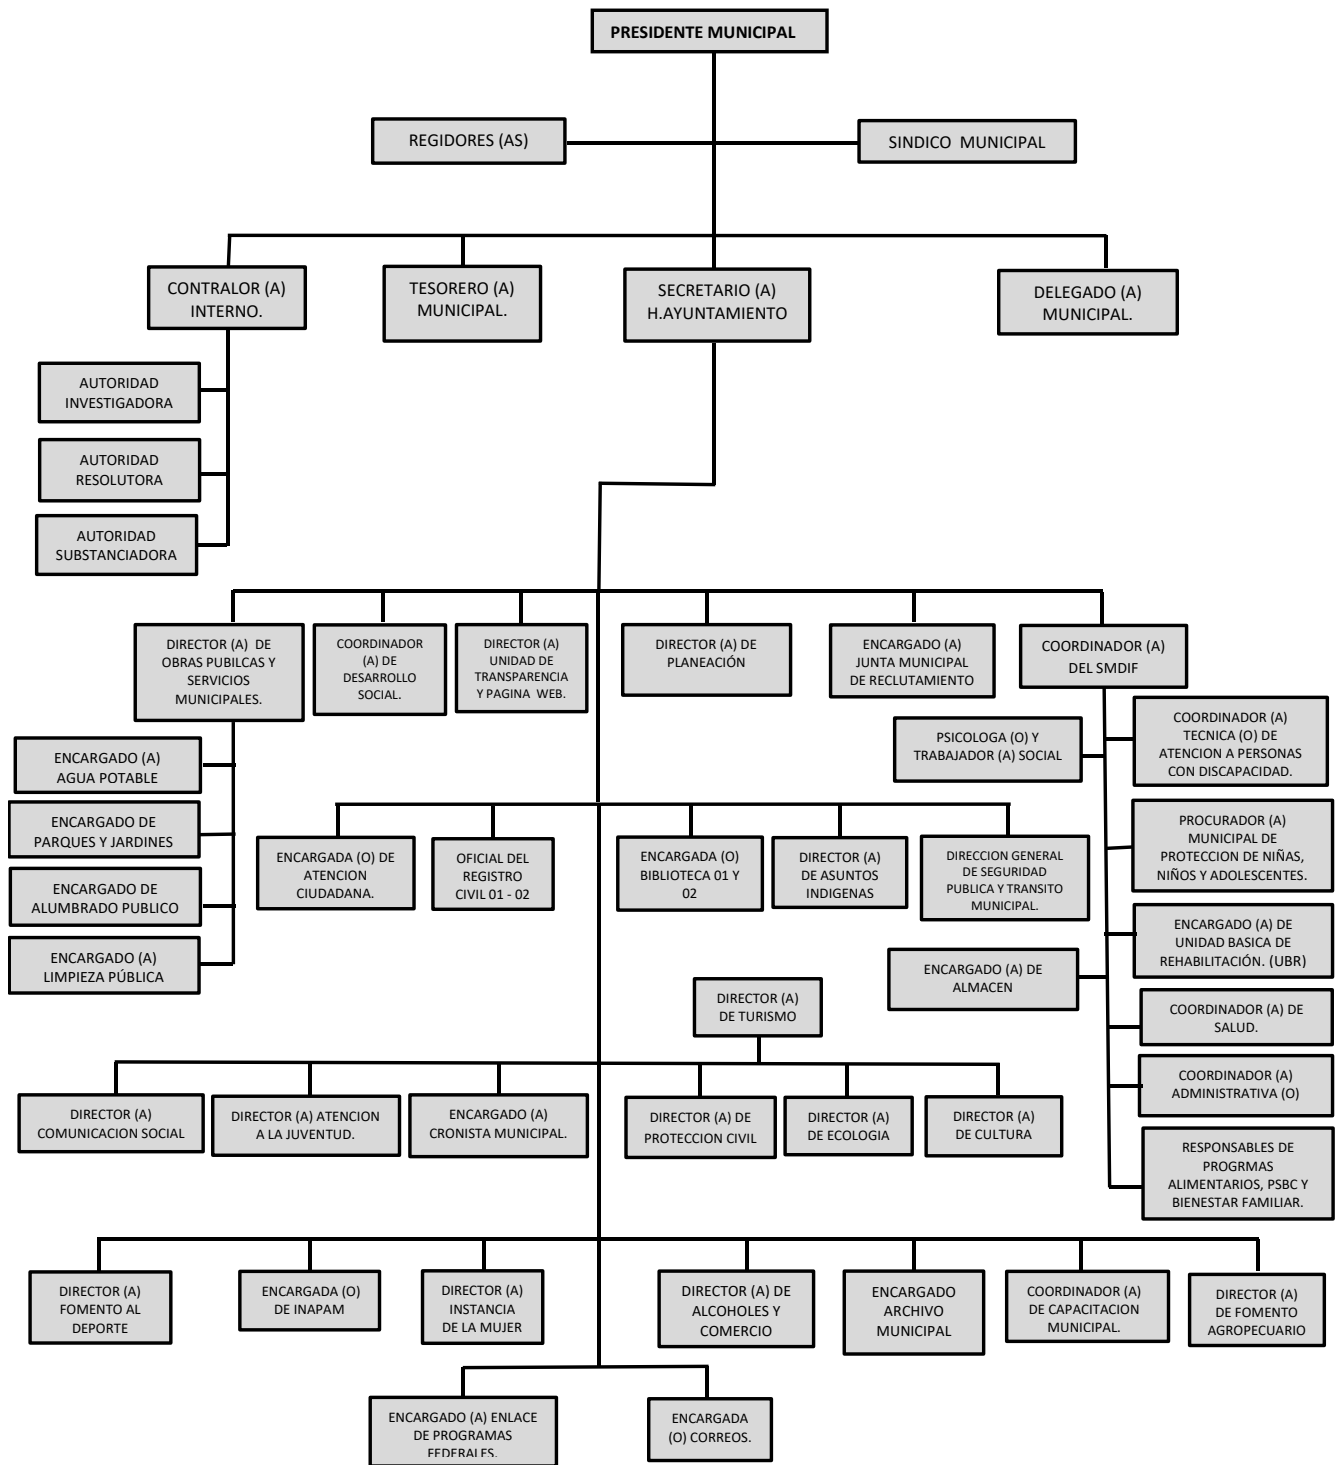 PRESIDENTE MUNICIPAL
REGIDORES (AS)
SINDICO MUNICIPAL
CONTRALOR (A)
INTERNO.
TESORERO (A)
MUNICIPAL.
SECRETARIO (A)
H.AYUNTAMIENTO
DELEGADO (A)
MUNICIPAL.
AUTORIDAD
INVESTIGADORA
AUTORIDAD
RESOLUTORA
AUTORIDAD
SUBSTANCIADORA
DIRECTOR (A) DE
OBRAS PUBILCAS Y
SERVICIOS
MUNICIPALES.
COORDINADOR
(A) DE
DESARROLLO
SOCIAL.
DIRECTOR (A)
UNIDAD DE
TRANSPARENCIA
Y PAGINA WEB.
DIRECTOR (A) DE
PLANEACIÓN
ENCARGADO (A)
JUNTA MUNICIPAL
DE RECLUTAMIENTO
COORDINADOR (A)
DEL SMDIF
ENCARGADO (A)
AGUA POTABLE
ENCARGADO DE
PARQUES Y JARDINES
ENCARGADO DE
ALUMBRADO PUBLICO
ENCARGADO (A)
LIMPIEZA PÚBLICA
PSICOLOGA (O) Y
TRABAJADOR (A) SOCIAL
COORDINADOR (A)
TECNICA (O) DE
ATENCION A PERSONAS
CON DISCAPACIDAD.
PROCURADOR (A)
MUNICIPAL DE
PROTECCION DE NIÑAS,
NIÑOS Y ADOLESCENTES.
ENCARGADO (A) DE
UNIDAD BASICA DE
REHABILITACIÓN. (UBR)
ENCARGADO (A) DE
ALMACEN
COORDINADOR (A) DE
SALUD.
COORDINADOR (A)
ADMINISTRATIVA (O)
RESPONSABLES DE
PROGRMAS
ALIMENTARIOS, PSBC Y
BIENESTAR FAMILIAR.
ENCARGADA (O) DE
ATENCION
CIUDADANA.
OFICIAL DEL
REGISTRO
CIVIL 01 - 02
ENCARGADA (O)
BIBLIOTECA 01 Y
02
DIRECTOR (A)
DE ASUNTOS
INDIGENAS
DIRECCION GENERAL
DE SEGURIDAD
PUBLICA Y TRANSITO
MUNICIPAL.
DIRECTOR (A)
DE TURISMO
DIRECTOR (A)
COMUNICACION SOCIAL
DIRECTOR (A) ATENCION
A LA JUVENTUD.
ENCARGADO (A)
CRONISTA MUNICIPAL.
DIRECTOR (A) DE
PROTECCION CIVIL
DIRECTOR (A)
DE ECOLOGIA
DIRECTOR (A)
DE CULTURA
DIRECTOR (A)
FOMENTO AL
DEPORTE
ENCARGADA (O)
DE INAPAM
DIRECTOR (A)
INSTANCIA
DE LA MUJER
DIRECTOR (A) DE
ALCOHOLES Y
COMERCIO
ENCARGADO
ARCHIVO
MUNICIPAL
COORDINADOR (A)
DE CAPACITACION
MUNICIPAL.
DIRECTOR (A)
DE FOMENTO
AGROPECUARIO
ENCARGADO (A) ENLACE
DE PROGRAMAS
FEDERALES.
ENCARGADA
(O) CORREOS.